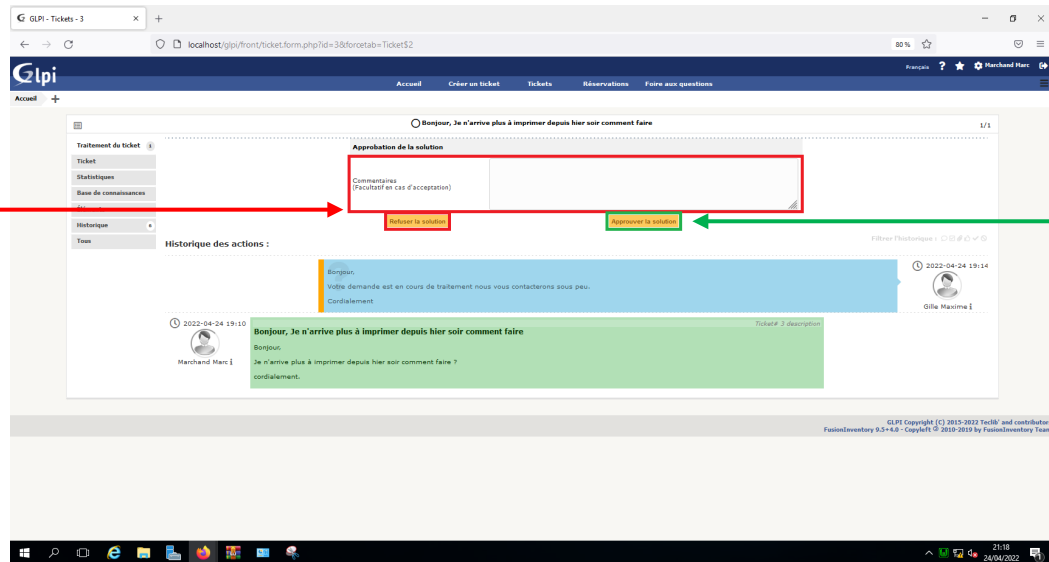 GLPI - Tickets - 3
localhost/glpi/front/ticket.form.php?id=3&forcetab=Ticket$2
80 %
Glpi
Français ? Marchand Marc
Accueil Créer un ticket Tickets Réservations Foire aux questions
Accueil
Bonjour, Je n'arrive plus à imprimer depuis hier soir comment faire
1/1
Traitement du ticket
Ticket
Statistiques
Base de connaissances
Historique
Tous
Approbation de la solution
Commentaires
(Facultatif en cas d'acceptation)
Refuser la solution
Approuver la solution
Historique des actions :
Filtrer l'historique :
Bonjour,
Votre demande est en cours de traitement nous vous contacterons sous peu.
Cordialement
2022-04-24 19:14
Gille Maxime i
2022-04-24 19:10
Marchand Marc i
Ticket# 3 description
Bonjour, Je n'arrive plus à imprimer depuis hier soir comment faire
Bonjour,
Je n'arrive plus à imprimer depuis hier soir comment faire ?
cordialement.
GLPI Copyright (C) 2015-2022 Teclib' and contributor
FusionInventory 9.5+4.0 - Copyleft © 2010-2019 by FusionInventory Team
21:18
24/04/2022